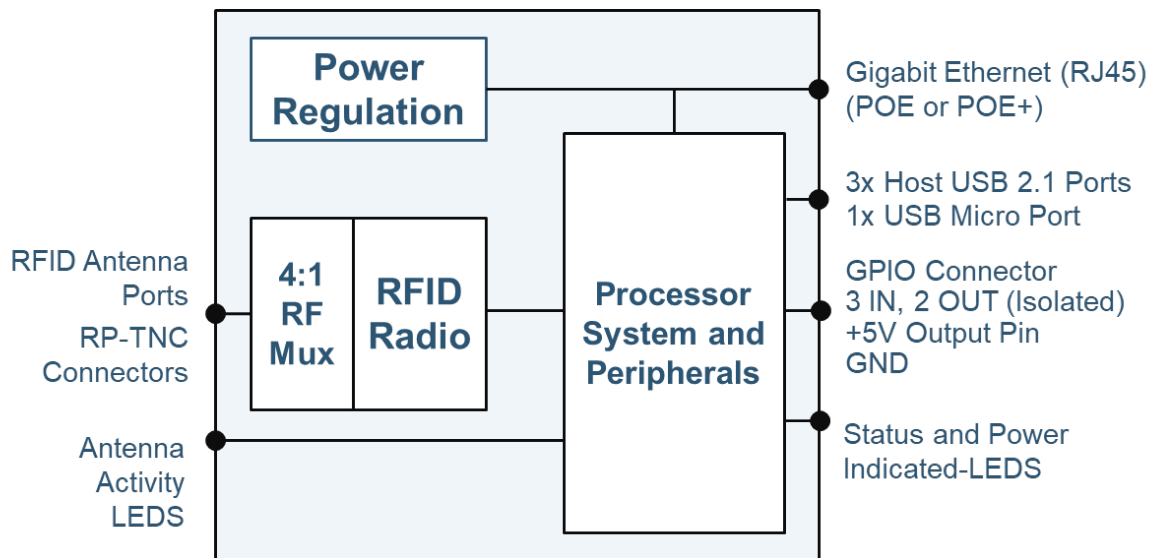 Power
Regulation
Gigabit Ethernet (RJ45)
(POE or POE+)
3x Host USB 2.1 Ports
1x USB Micro Port
RFID Antenna
Ports
RP-TNC
Connectors
4:1
RF
Mux
RFID
Radio
Processor
System and
Peripherals
GPIO Connector
3 IN, 2 OUT (Isolated)
+5V Output Pin
GND
Antenna
Activity
LEDS
Status and Power
Indicated-LEDS